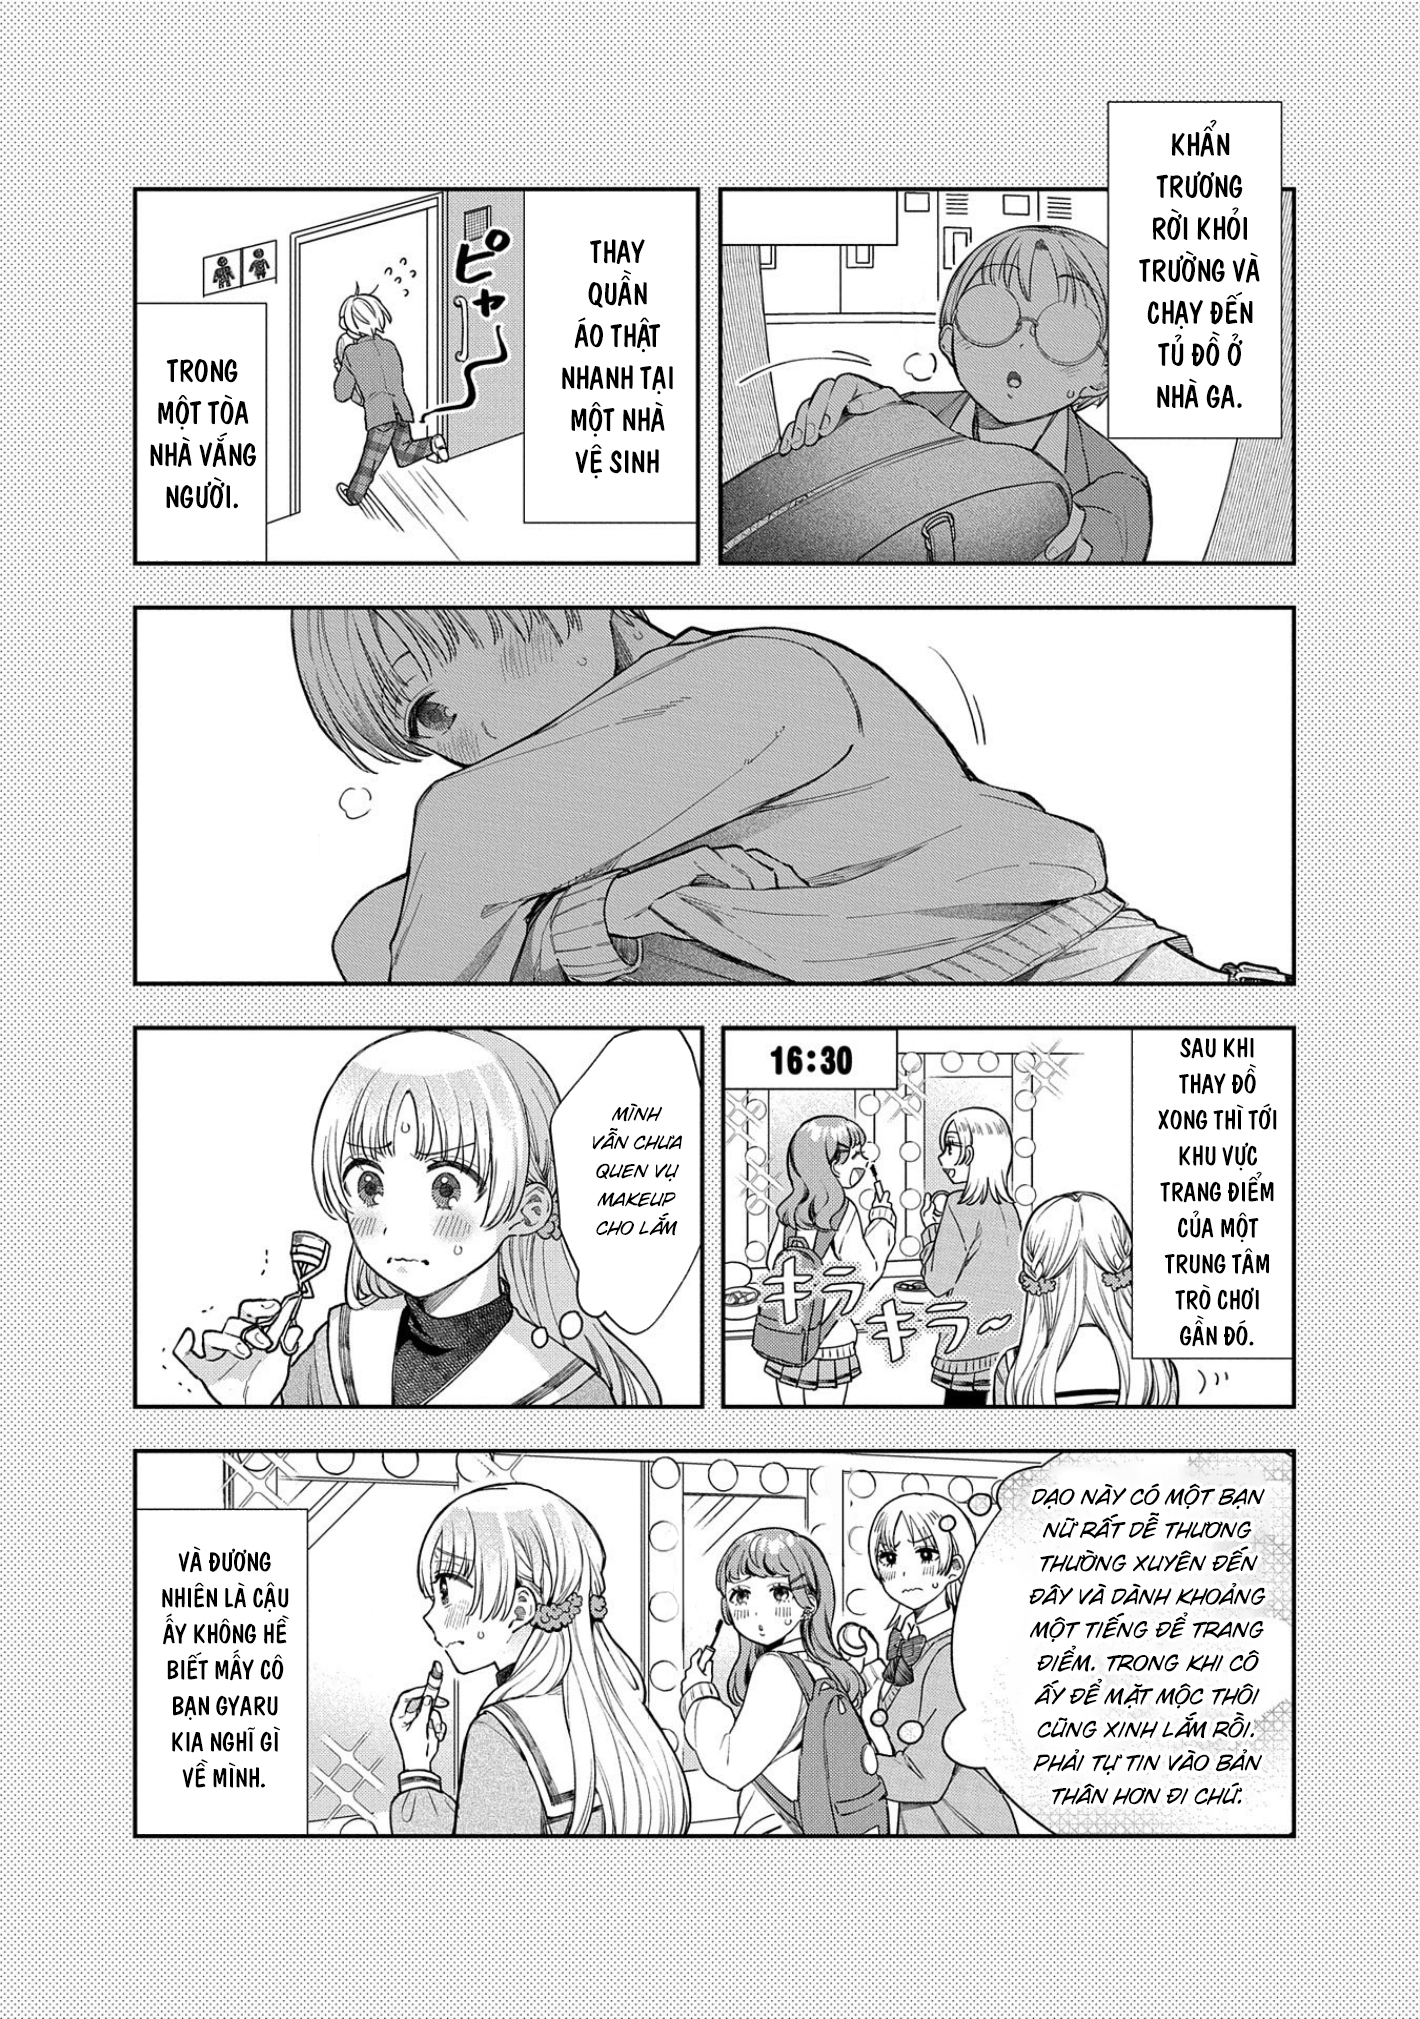 KHẨN
TRƯƠNG
RỜI KHỎI
TRƯỜNG VÀ
CHẠY ĐẾN
TỦ ĐỒ Ở
NHÀ GA.
THAY
QUẦN
ÁO THẬT
NHANH TẠI
MỘT NHÀ
VỆ SINH
ピャーッ
TRONG
MỘT TÒA
NHÀ VẮNG
NGƯỜI.
SAU KHI
THAY ĐỒ
XONG THÌ TỚI
KHU VỰC
TRANG ĐIỂM
CỦA MỘT
TRUNG TÂM
TRÒ CHƠI
GẦN ĐÓ.
16:30
キラ
キラ〜
MÌNH
VẪN CHƯA
QUEN VỤ
MAKEUP
CHO LẮM
DẠO NÀY CÓ MỘT BẠN
NỮ RẤT DỄ THƯƠNG
THƯỜNG XUYÊN ĐẾN
ĐÂY VÀ DÀNH KHOẢNG
MỘT TIẾNG ĐỂ TRANG
ĐIỂM. TRONG KHI CÔ
ẤY ĐỂ MẶT MỘC THÔI
CŨNG XINH LẮM RỒI.
PHẢI TỰ TIN VÀO BẢN
THÂN HƠN ĐI CHỨ.
VÀ ĐƯƠNG
NHIÊN LÀ CẬU
ẤY KHÔNG HỀ
BIẾT MẤY CÔ
BẠN GYARU
KIA NGHĨ GÌ
VỀ MÌNH.